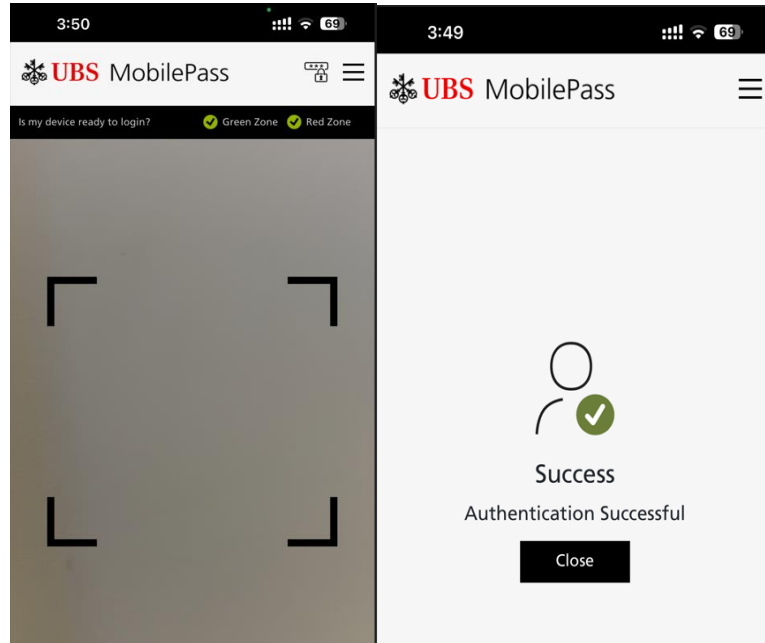 3:50
69
UBS MobilePass
Is my device ready to login? Green Zone Red Zone
3:49
69
UBS MobilePass
Success
Authentication Successful
Close